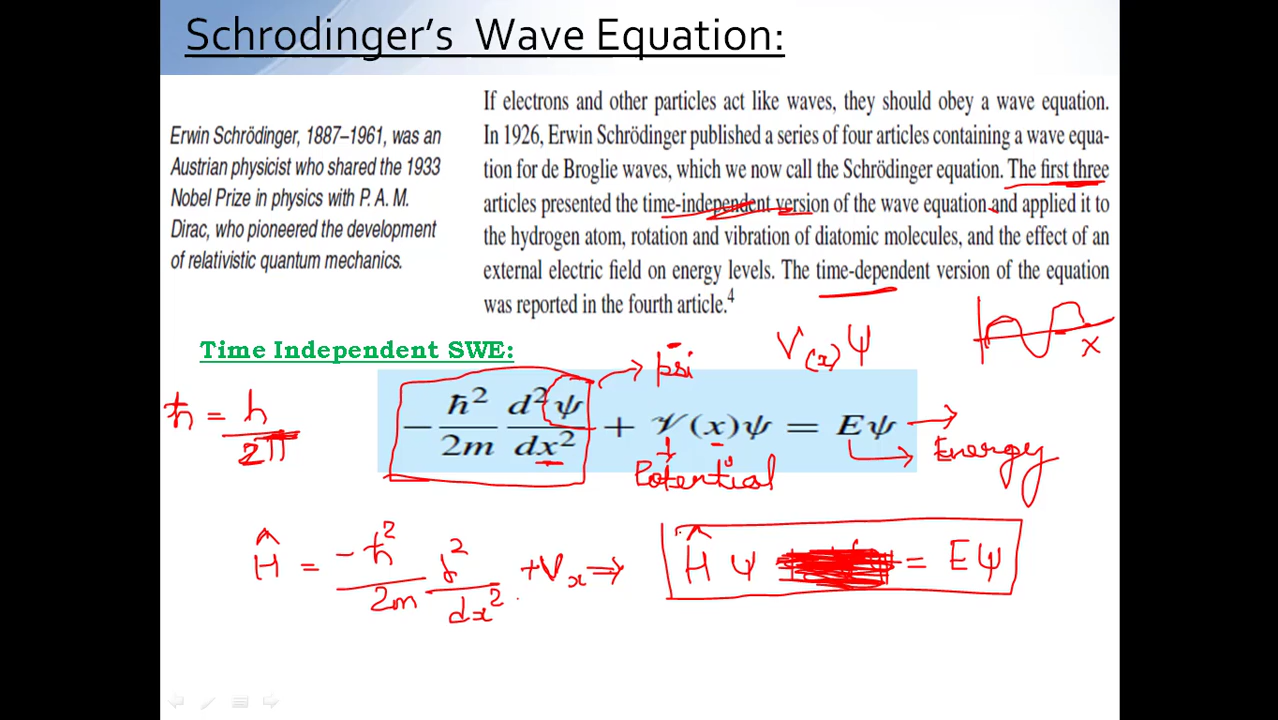 Schrodinger's Wave Equation:
Erwin Schrödinger, 1887–1961, was an
Austrian physicist who shared the 1933
Nobel Prize in physics with P. A. M.
Dirac, who pioneered the development
of relativistic quantum mechanics.
If electrons and other particles act like waves, they should obey a wave equation.
In 1926, Erwin Schrödinger published a series of four articles containing a wave equa-
tion for de Broglie waves, which we now call the Schrödinger equation. The first three
articles presented the time-independent version of the wave equation and applied it to
the hydrogen atom, rotation and vibration of diatomic molecules, and the effect of an
external electric field on energy levels. The time-dependent version of the equation
was reported in the fourth article.⁴
Time Independent SWE:
V(x) ψ
x
psi
ħ = h / 2π
− ħ²/2m d²ψ/dx² + 𝒱(x)ψ = Eψ
Potential
Energy
Ĥ = −ħ²/2m d²/dx² + Vx ⇒ Ĥ ψ = Eψ